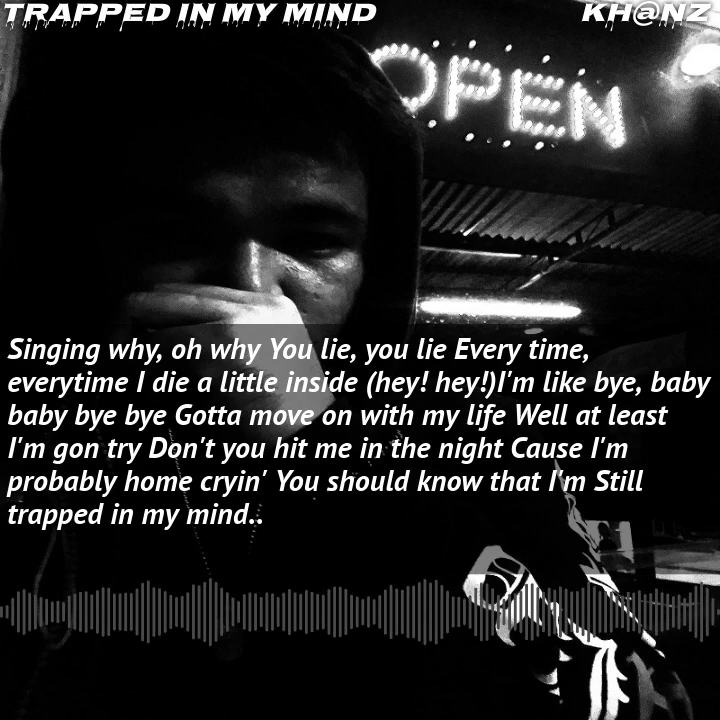 TRAPPED IN MY MIND
KH@NZ
OPEN
Singing why, oh why You lie, you lie Every time,
everytime I die a little inside (hey! hey!)I'm like bye, baby
baby bye bye Gotta move on with my life Well at least
I'm gon try Don't you hit me in the night Cause I'm
probably home cryin' You should know that I'm Still
trapped in my mind..